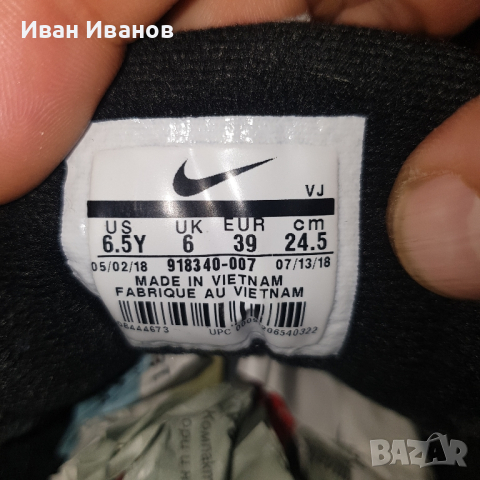 Иван Иванов
VJ
US UK EUR cm
6.5Y 6 39 24.5
05/02/18 918340-007 07/13/18
MADE IN VIETNAM
FABRIQUE AU VIETNAM
UPC
BAZAR